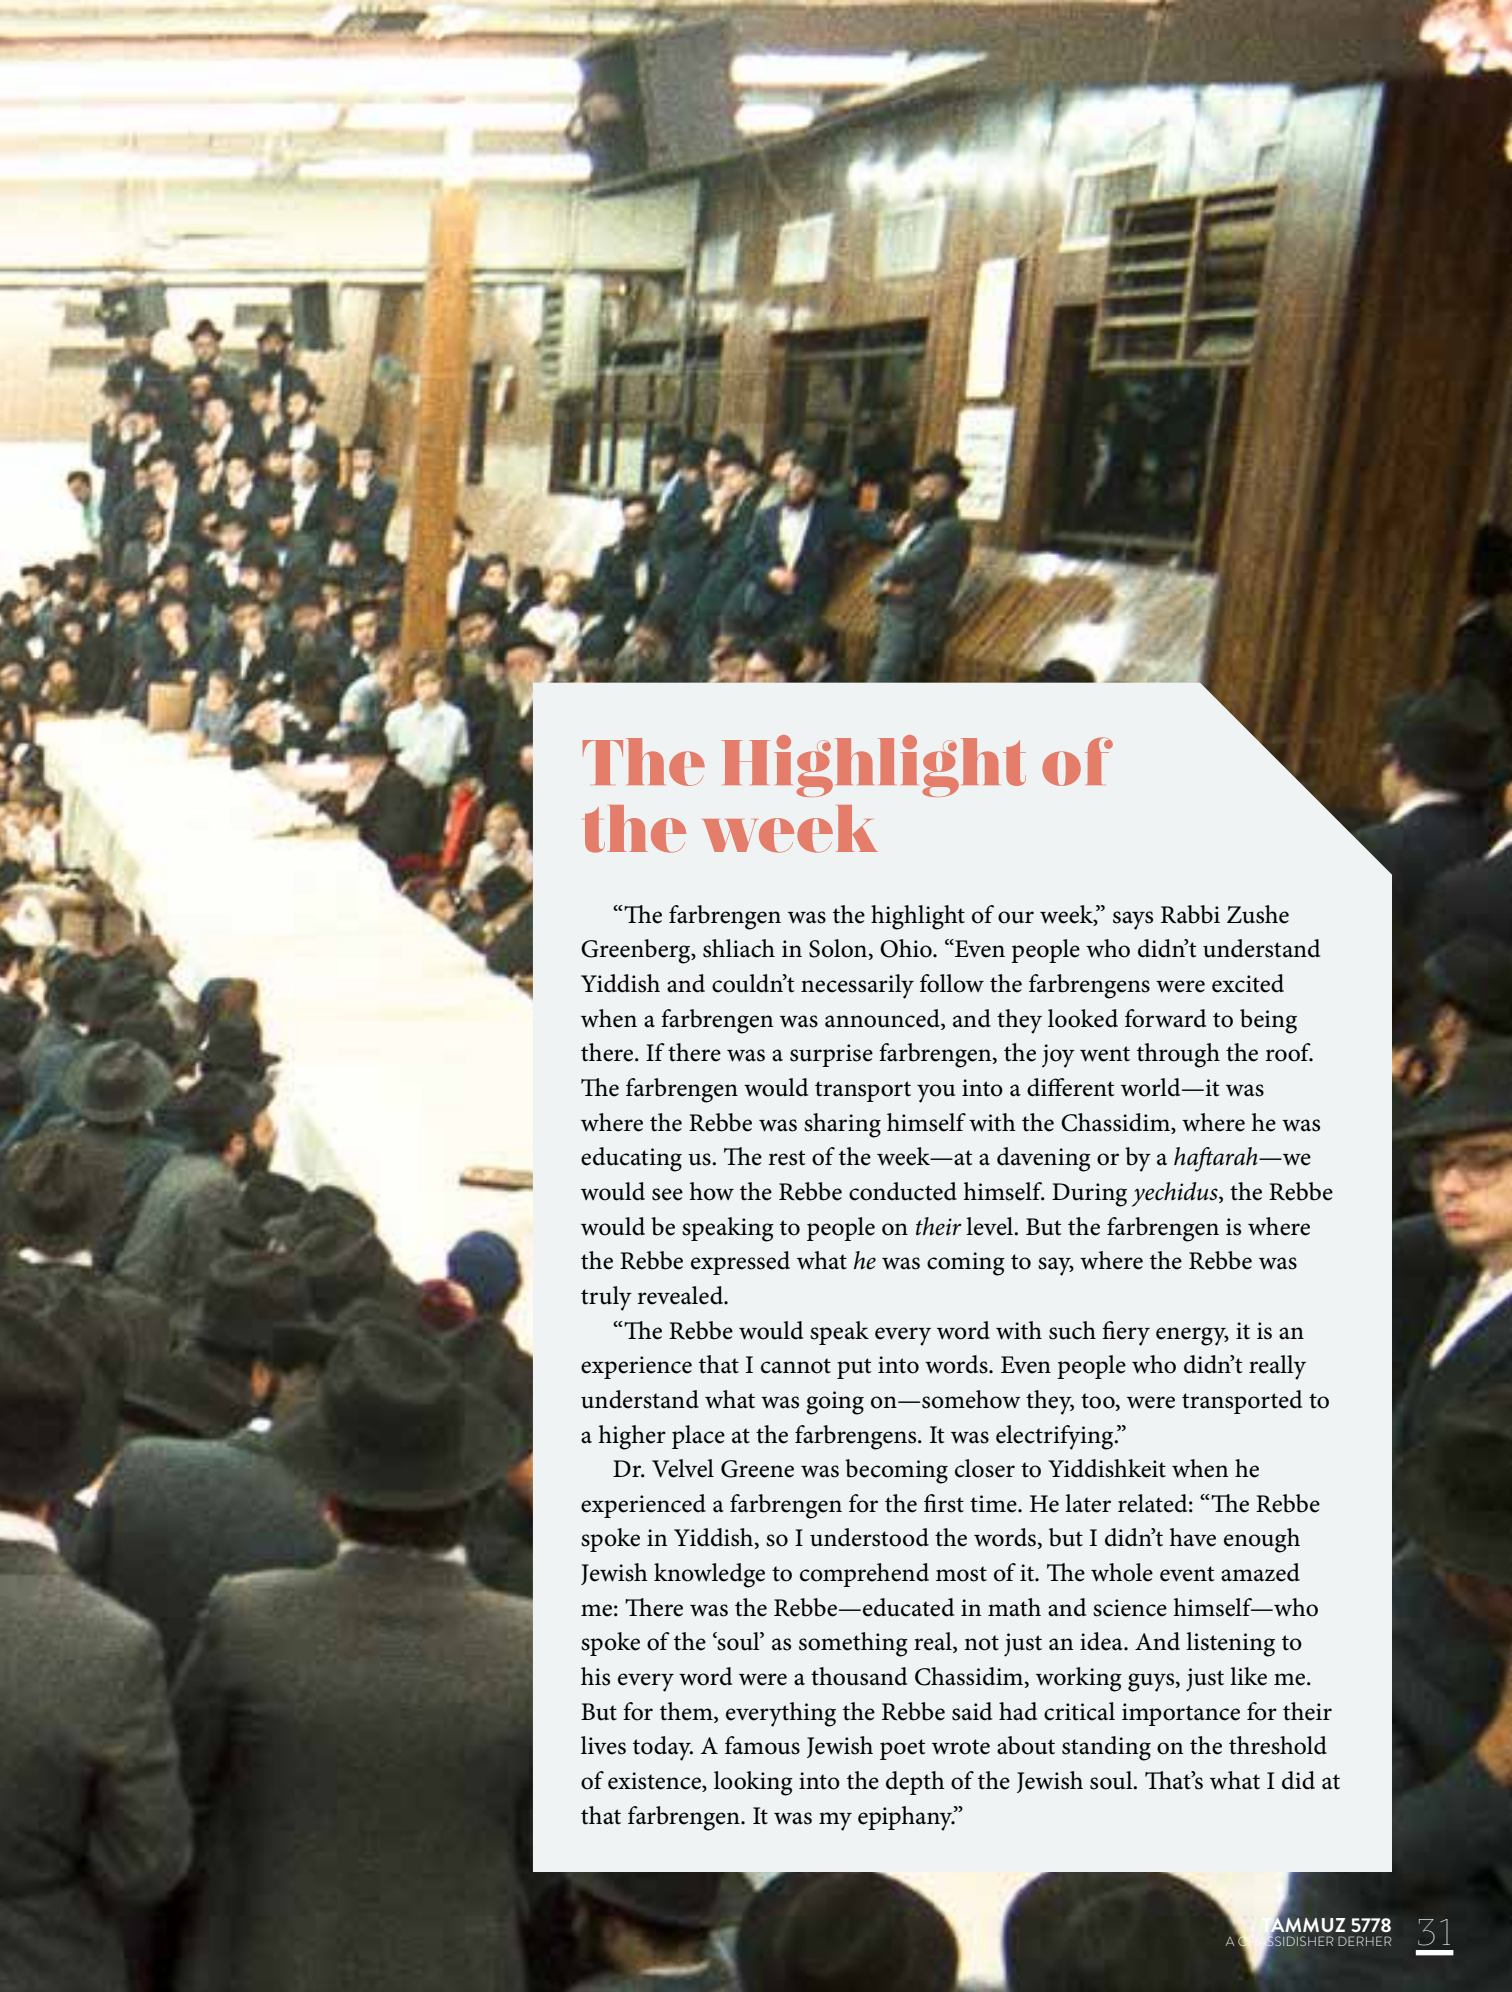 The Highlight of
the week
“The farbrengen was the highlight of our week,” says Rabbi Zushe
Greenberg, shliach in Solon, Ohio. “Even people who didn’t understand
Yiddish and couldn’t necessarily follow the farbrengens were excited
when a farbrengen was announced, and they looked forward to being
there. If there was a surprise farbrengen, the joy went through the roof.
The farbrengen would transport you into a different world—it was
where the Rebbe was sharing himself with the Chassidim, where he was
educating us. The rest of the week—at a davening or by a haftarah—we
would see how the Rebbe conducted himself. During yechidus, the Rebbe
would be speaking to people on their level. But the farbrengen is where
the Rebbe expressed what he was coming to say, where the Rebbe was
truly revealed.
“The Rebbe would speak every word with such fiery energy, it is an
experience that I cannot put into words. Even people who didn’t really
understand what was going on—somehow they, too, were transported to
a higher place at the farbrengens. It was electrifying.”
Dr. Velvel Greene was becoming closer to Yiddishkeit when he
experienced a farbrengen for the first time. He later related: “The Rebbe
spoke in Yiddish, so I understood the words, but I didn’t have enough
Jewish knowledge to comprehend most of it. The whole event amazed
me: There was the Rebbe—educated in math and science himself—who
spoke of the ‘soul’ as something real, not just an idea. And listening to
his every word were a thousand Chassidim, working guys, just like me.
But for them, everything the Rebbe said had critical importance for their
lives today. A famous Jewish poet wrote about standing on the threshold
of existence, looking into the depth of the Jewish soul. That’s what I did at
that farbrengen. It was my epiphany.”
TAMMUZ 5778
A CHASSIDISHER DERHER
31